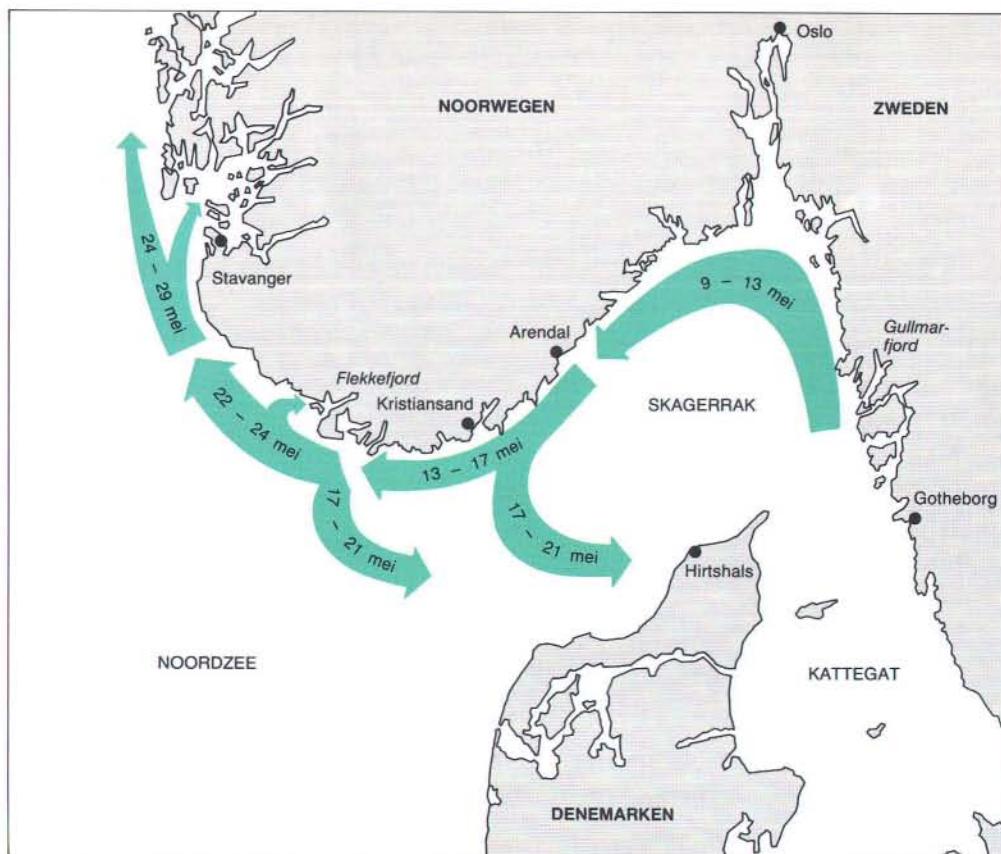 Oslo
NOORWEGEN
ZWEDEN
24 – 29 mei
Stavanger
9 – 13 mei
Arendal
Gullmar-
fjord
Flekkefjord
Kristiansand
SKAGERRAK
22 – 24 mei
13 – 17 mei
Gotheborg
17 – 21 mei
17 – 21 mei
Hirtshals
NOORDZEE
KATTEGAT
DENEMARKEN